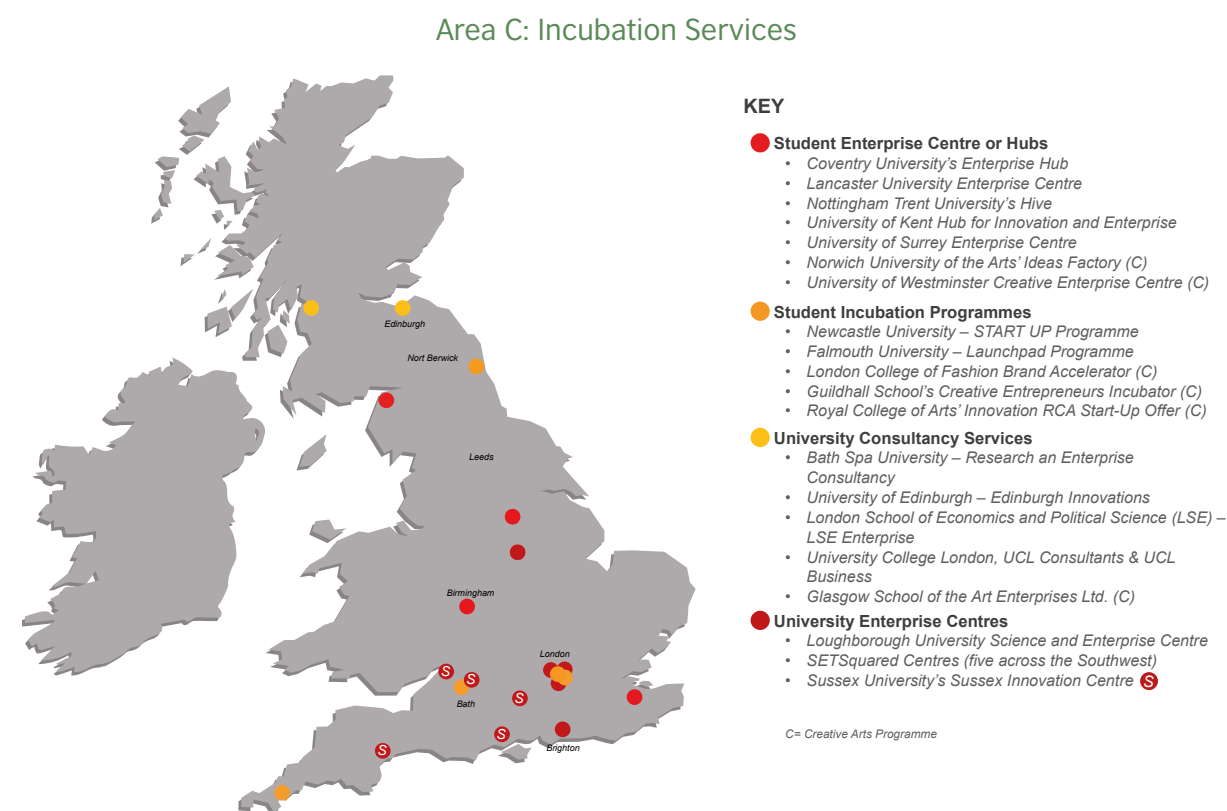 Area C: Incubation Services
Edinburgh
Nort Berwick
Leeds
Birmingham
London
S
S
Bath
S
S
Brighton
S
KEY
Student Enterprise Centre or Hubs
• Coventry University's Enterprise Hub
• Lancaster University Enterprise Centre
• Nottingham Trent University's Hive
• University of Kent Hub for Innovation and Enterprise
• University of Surrey Enterprise Centre
• Norwich University of the Arts' Ideas Factory (C)
• University of Westminster Creative Enterprise Centre (C)
Student Incubation Programmes
• Newcastle University – START UP Programme
• Falmouth University – Launchpad Programme
• London College of Fashion Brand Accelerator (C)
• Guildhall School's Creative Entrepreneurs Incubator (C)
• Royal College of Arts' Innovation RCA Start-Up Offer (C)
University Consultancy Services
• Bath Spa University – Research an Enterprise
Consultancy
• University of Edinburgh – Edinburgh Innovations
• London School of Economics and Political Science (LSE) –
LSE Enterprise
• University College London, UCL Consultants & UCL
Business
• Glasgow School of the Art Enterprises Ltd. (C)
University Enterprise Centres
• Loughborough University Science and Enterprise Centre
• SETSquared Centres (five across the Southwest)
• Sussex University's Sussex Innovation Centre S
C= Creative Arts Programme